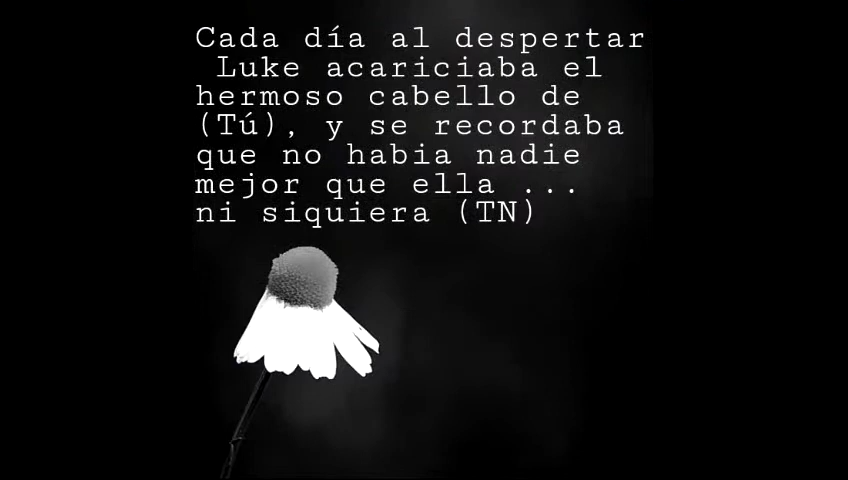 Cada día al despertar
Luke acariciaba el
hermoso cabello de
(Tú), y se recordaba
que no habia nadie
mejor que ella ...
ni siquiera (TN)